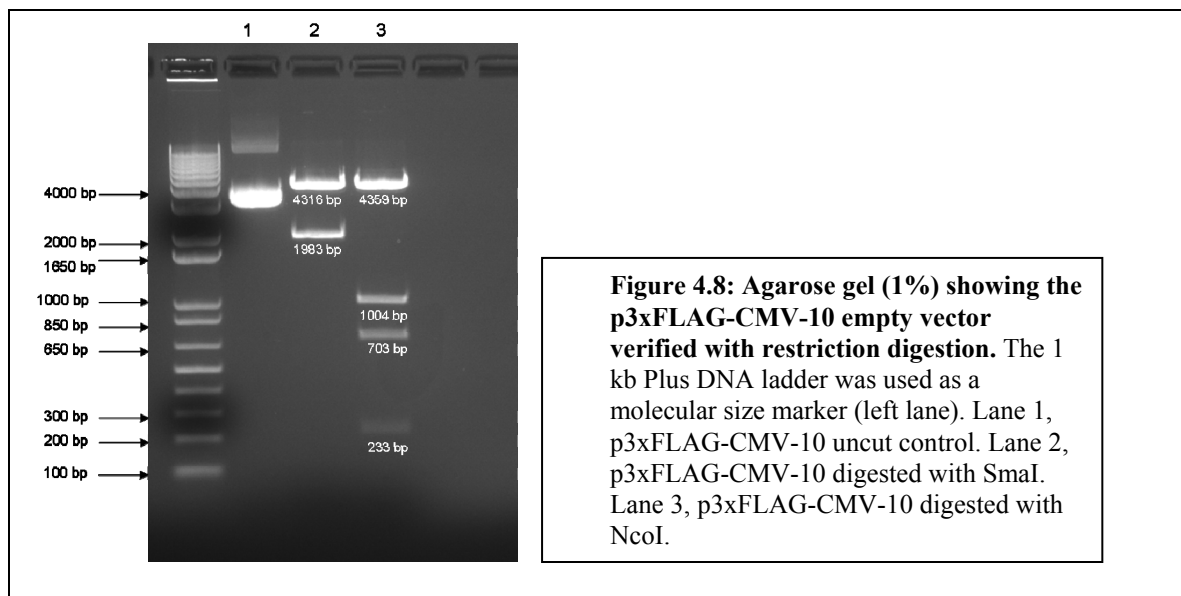 1 2 3
4000 bp
2000 bp
1650 bp
1000 bp
850 bp
650 bp
300 bp
200 bp
100 bp
4316 bp
4359 bp
1983 bp
1004 bp
703 bp
233 bp
Figure 4.8: Agarose gel (1%) showing the
p3xFLAG-CMV-10 empty vector
verified with restriction digestion. The 1
kb Plus DNA ladder was used as a
molecular size marker (left lane). Lane 1,
p3xFLAG-CMV-10 uncut control. Lane 2,
p3xFLAG-CMV-10 digested with SmaI.
Lane 3, p3xFLAG-CMV-10 digested with
NcoI.